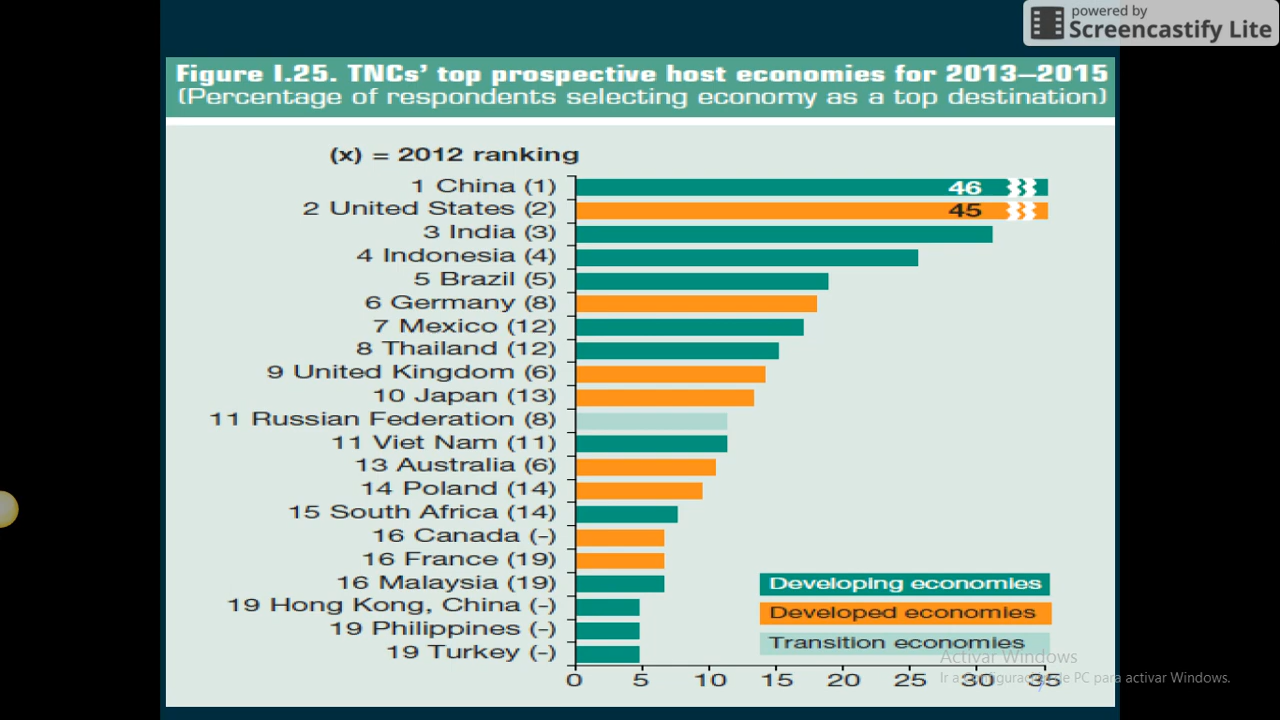 powered by
Screencastify Lite
Figure I.25. TNCs' top prospective host economies for 2013–2015
(Percentage of respondents selecting economy as a top destination)
(x) = 2012 ranking
1 China (1)
46
2 United States (2)
45
3 India (3)
4 Indonesia (4)
5 Brazil (5)
6 Germany (8)
7 Mexico (12)
8 Thailand (12)
9 United Kingdom (6)
10 Japan (13)
11 Russian Federation (8)
11 Viet Nam (11)
13 Australia (6)
14 Poland (14)
15 South Africa (14)
16 Canada (-)
16 France (19)
16 Malaysia (19)
19 Hong Kong, China (-)
19 Philippines (-)
19 Turkey (-)
Developing economies
Developed economies
Transition economies
Activar Windows
Ir a Configuración de PC para activar Windows.
0 5 10 15 20 25 30 35